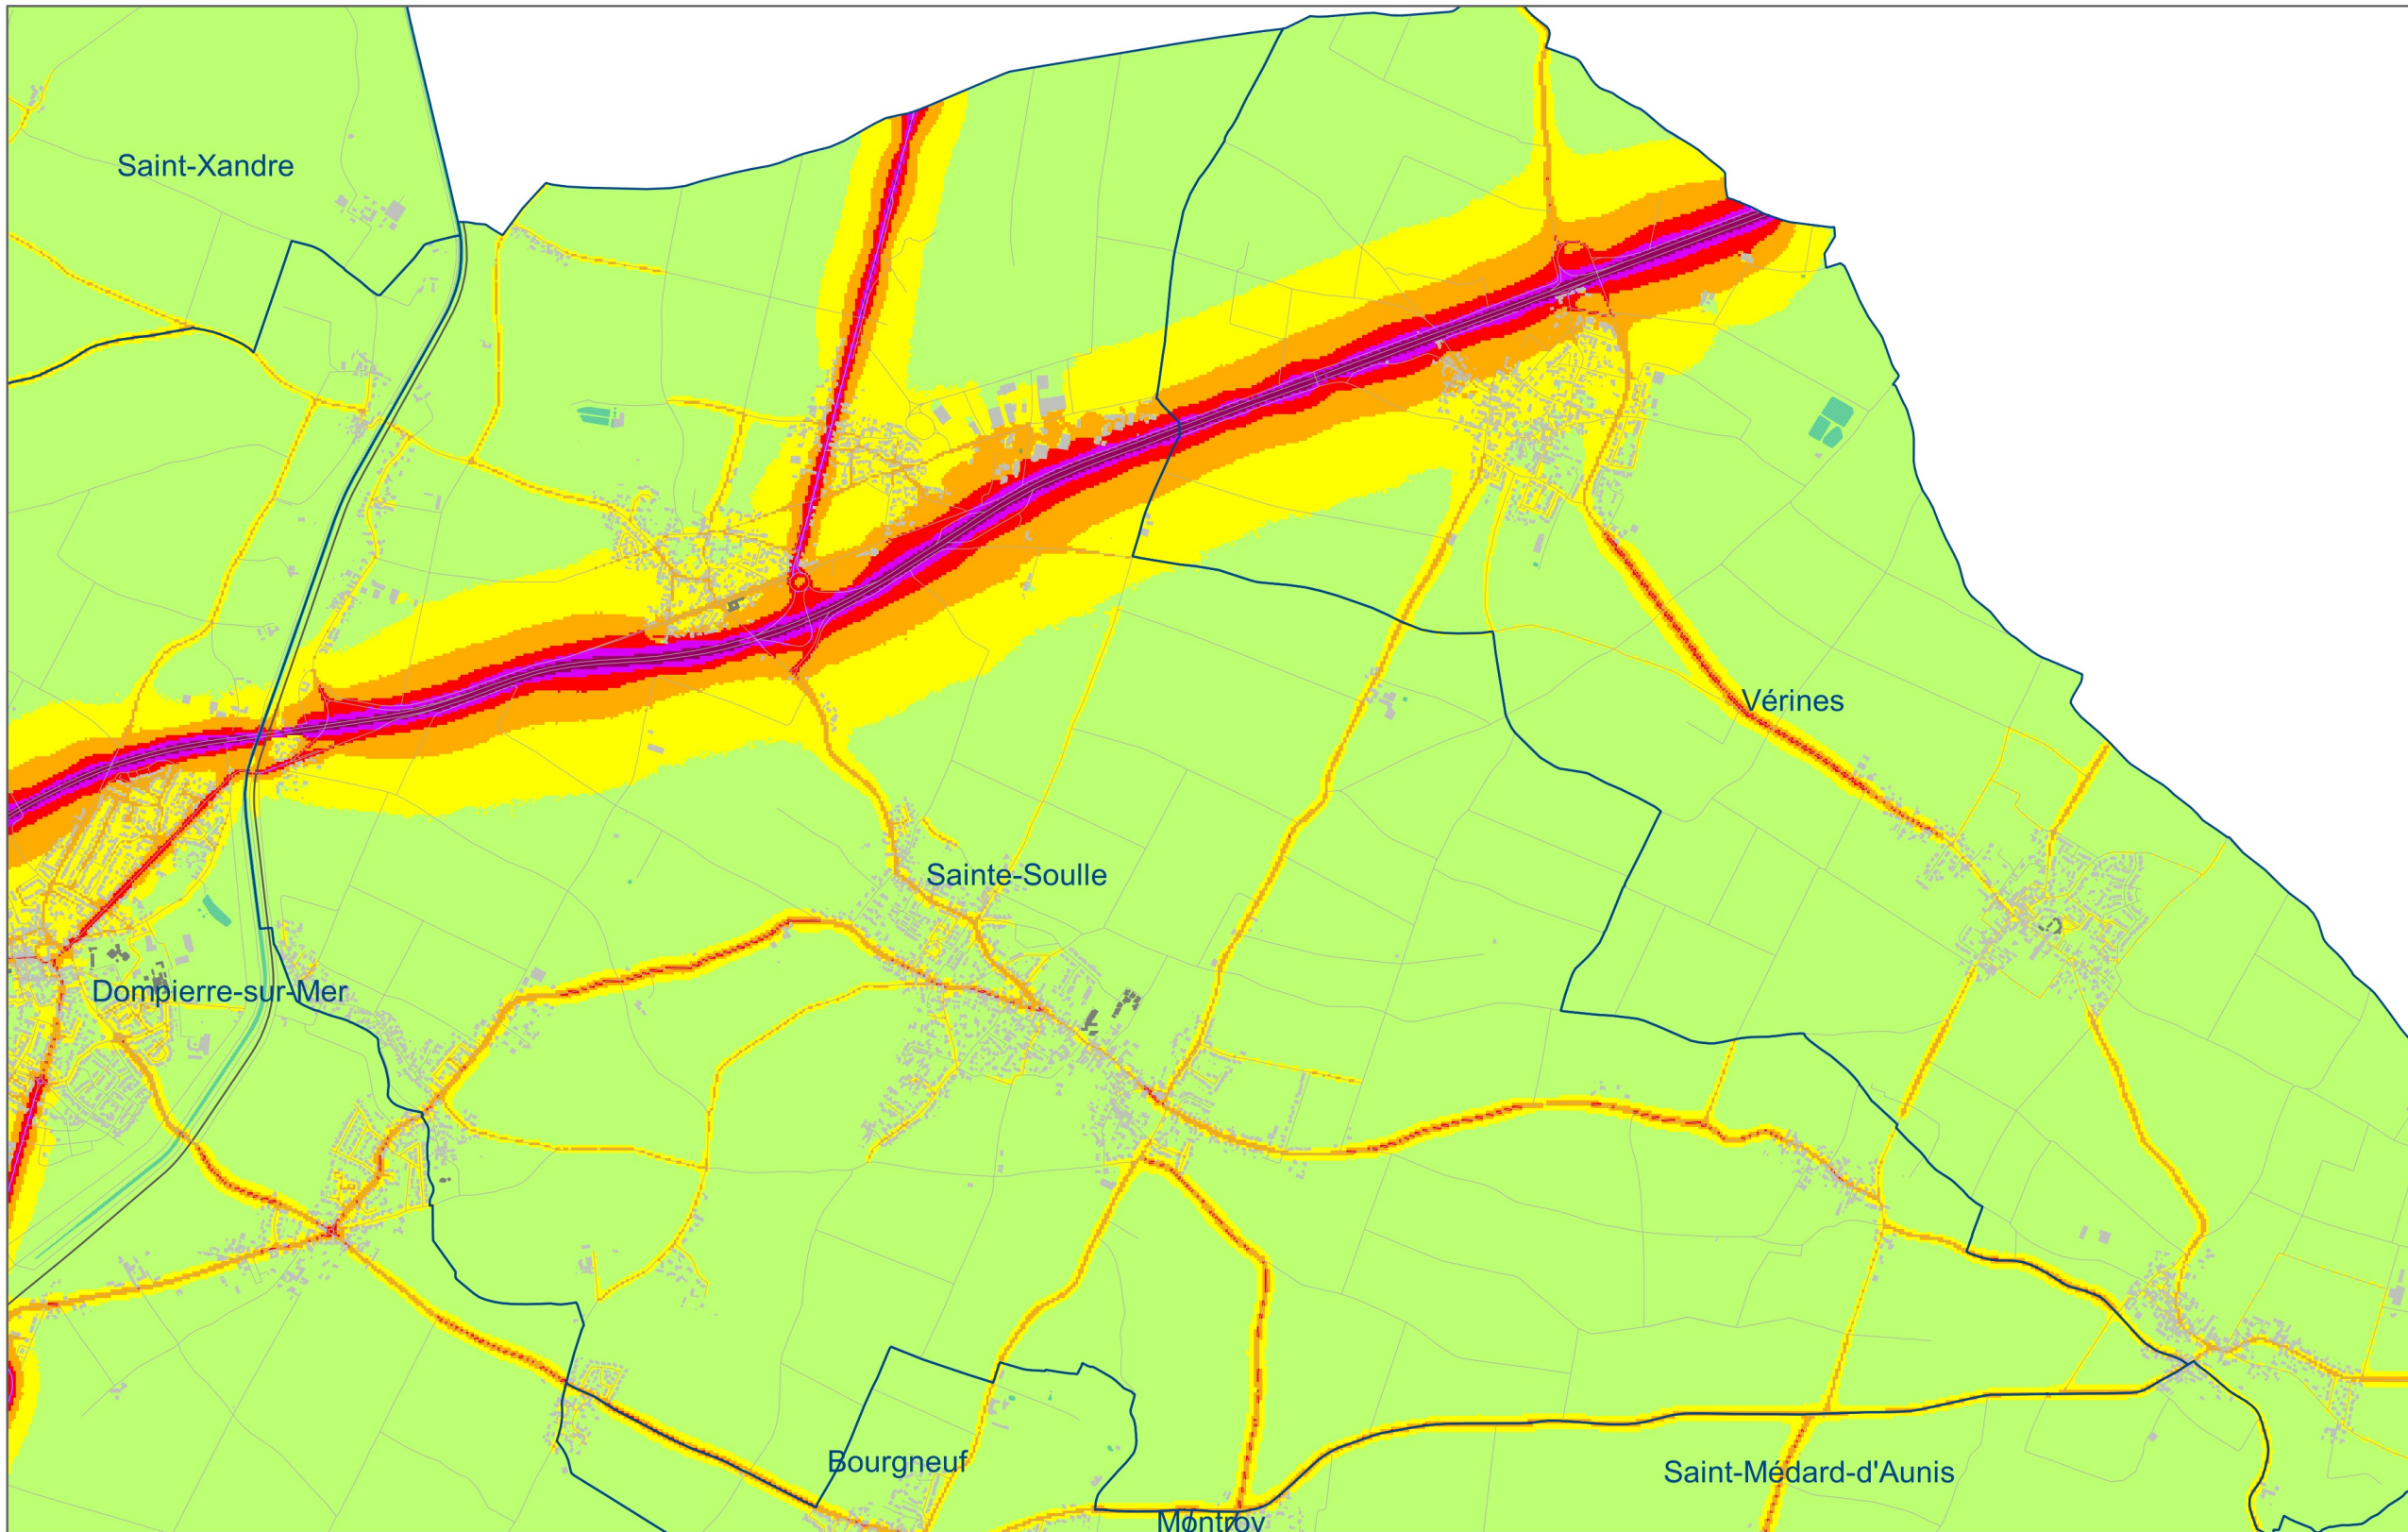 Saint-Xandre
Vérines
Sainte-Soulle
Dompierre-sur-Mer
Bourgneuf
Saint-Médard-d'Aunis
Montroy